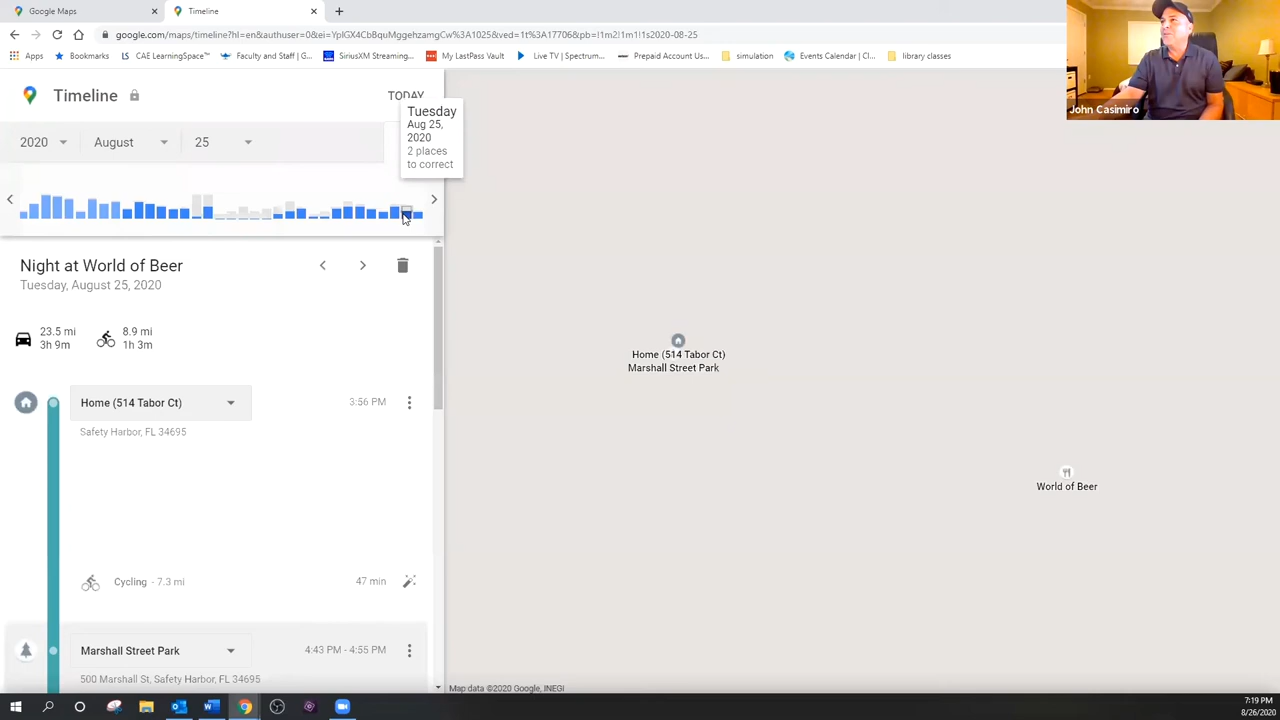 Google Maps
Timeline
google.com/maps/timeline?hl=en&authuser=0&ei=YpIGX4CbBquMggehzamgCw%3A1025&ved=1t%3A17706&pb=!1m2!1m1!1s2020-08-25
Apps
Bookmarks
LS CAE LearningSpace™
Faculty and Staff | G...
SiriusXM Streaming...
My LastPass Vault
Live TV | Spectrum...
Prepaid Account Us...
simulation
Events Calendar | Cl...
library classes
John Casimiro
Timeline
TODAY
Tuesday
Aug 25,
2020
2 places
to correct
2020
August
25
Night at World of Beer
Tuesday, August 25, 2020
23.5 mi
3h 9m
8.9 mi
1h 3m
Home (514 Tabor Ct)
3:56 PM
Safety Harbor, FL 34695
Cycling - 7.3 mi
47 min
Marshall Street Park
4:43 PM - 4:55 PM
500 Marshall St, Safety Harbor, FL 34695
Home (514 Tabor Ct)
Marshall Street Park
World of Beer
Map data ©2020 Google, INEGI
7:19 PM
8/26/2020